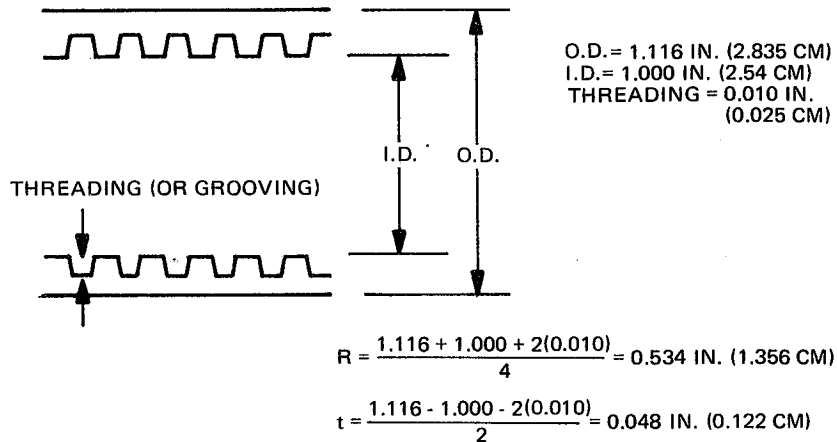 O.D. = 1.116 IN. (2.835 CM)
I.D. = 1.000 IN. (2.54 CM)
THREADING = 0.010 IN.
(0.025 CM)
I.D.
O.D.
THREADING (OR GROOVING)
R = \frac{1.116 + 1.000 + 2(0.010)}{4} = 0.534 IN. (1.356 CM)
t = \frac{1.116 - 1.000 - 2(0.010)}{2} = 0.048 IN. (0.122 CM)